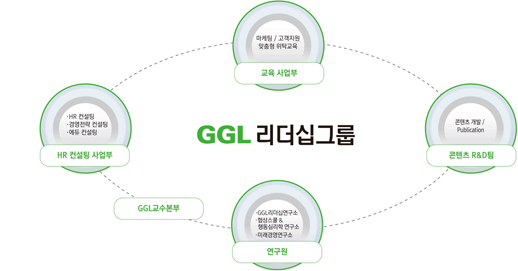 마케팅 / 고객지원
맞춤형 위탁교육
교육 사업부
·HR 컨설팅
·경영전략 컨설팅
·에듀 컨설팅
HR 컨설팅 사업부
GGL 리더십그룹
콘텐츠 개발 /
Publication
콘텐츠 R&D팀
GGL교수본부
·GGL리더십연구소
·협상스쿨 &
행동심리학 연구소
·미래경영연구소
연구원